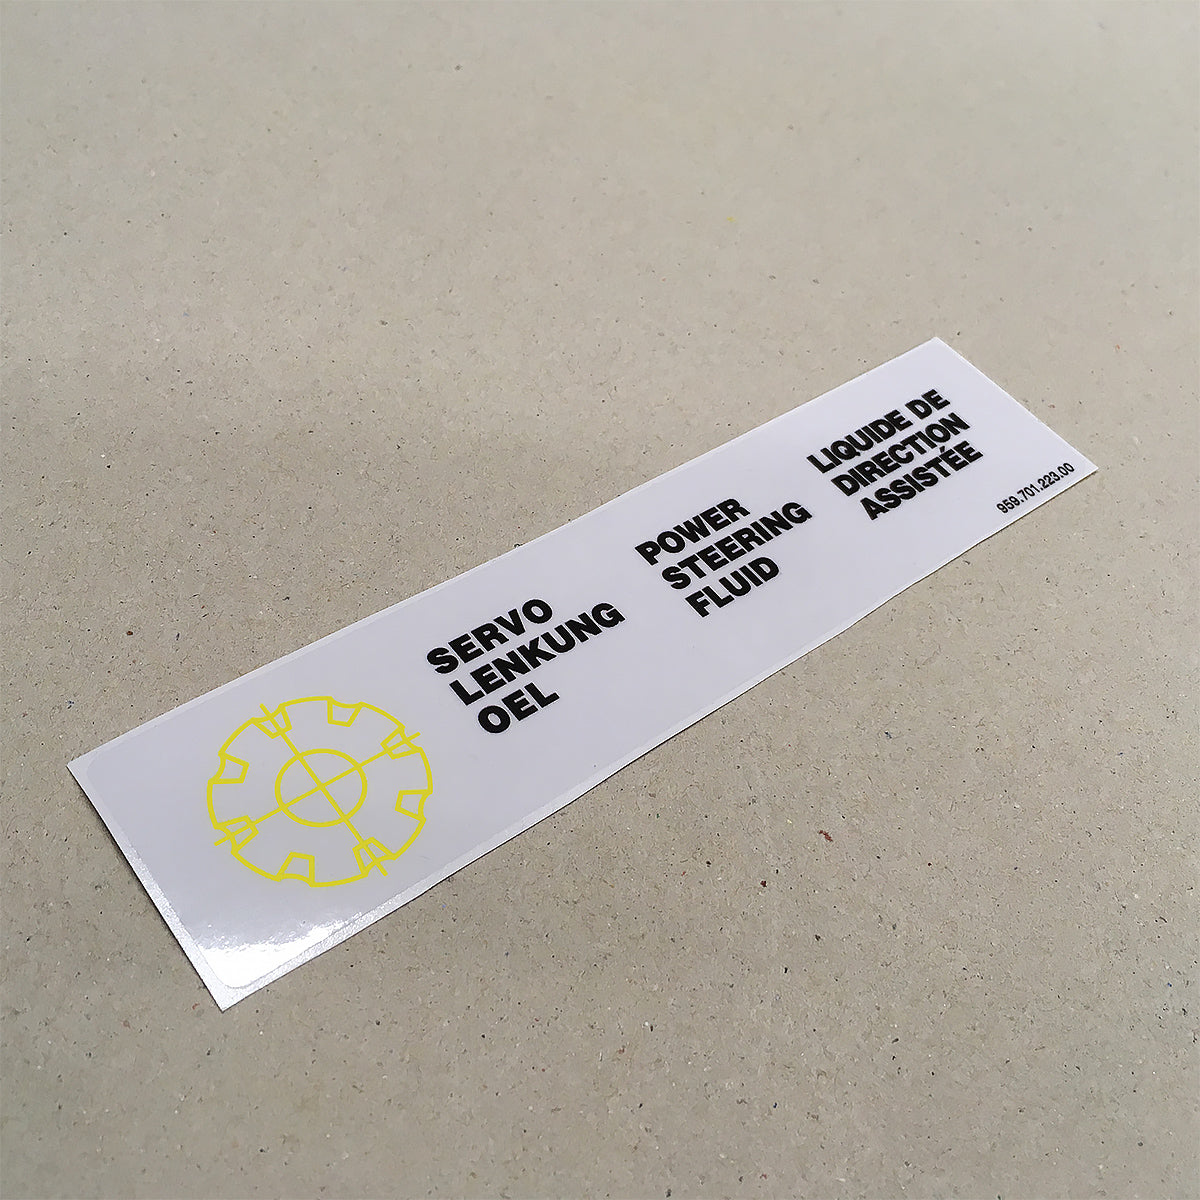 SERVO
LENKUNG
OEL
POWER
STEERING
FLUID
LIQUIDE DE
DIRECTION
ASSISTÉE
959.701.223.00